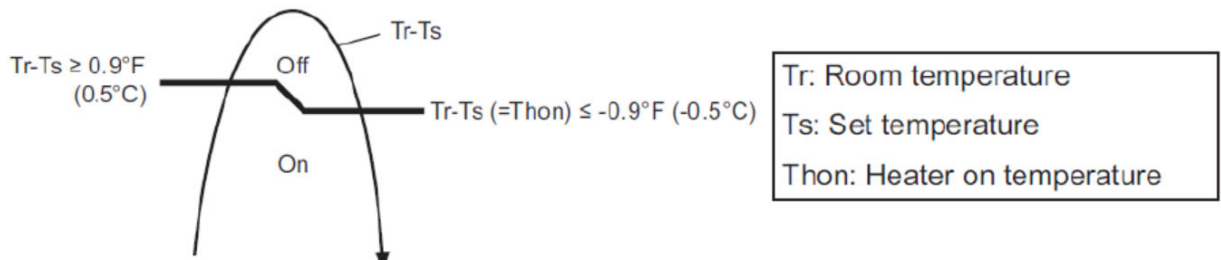 Tr-Ts
Tr-Ts ≥ 0.9°F
(0.5°C)
Off
Tr-Ts (=Thon) ≤ -0.9°F (-0.5°C)
On
Tr: Room temperature
Ts: Set temperature
Thon: Heater on temperature